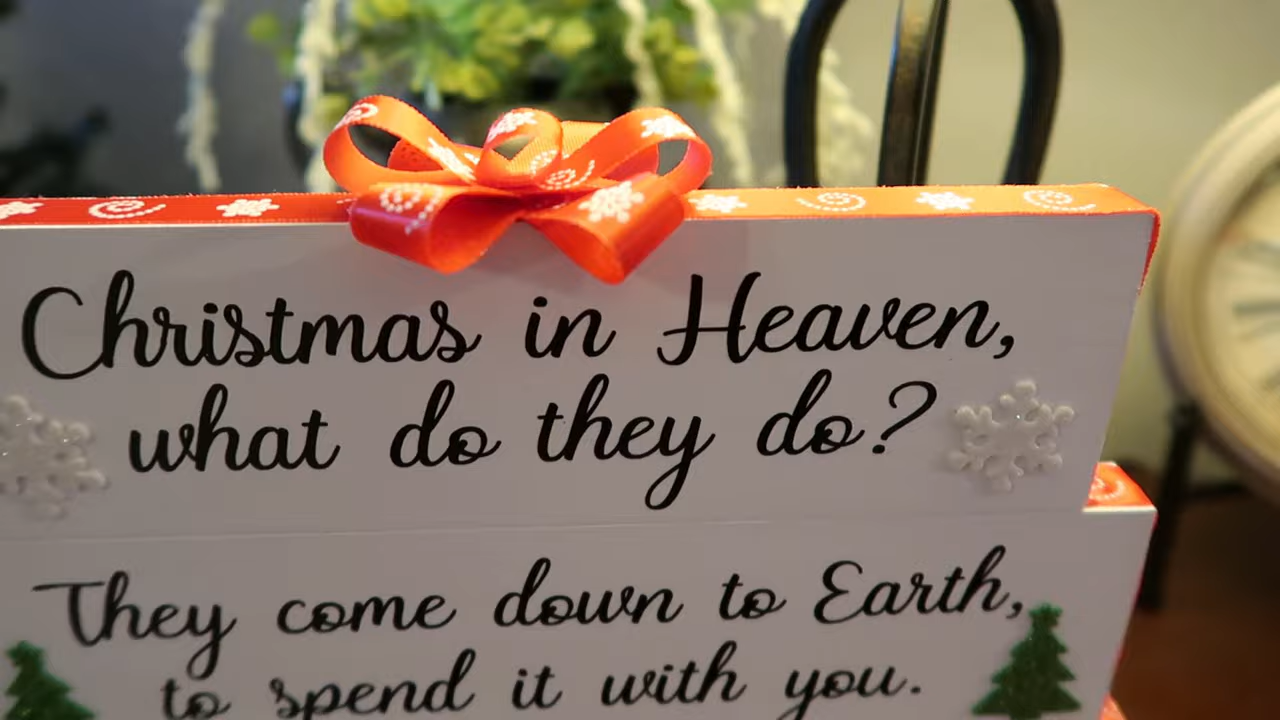 Christmas in Heaven,
what do they do?
They come down to Earth,
to spend it with you.